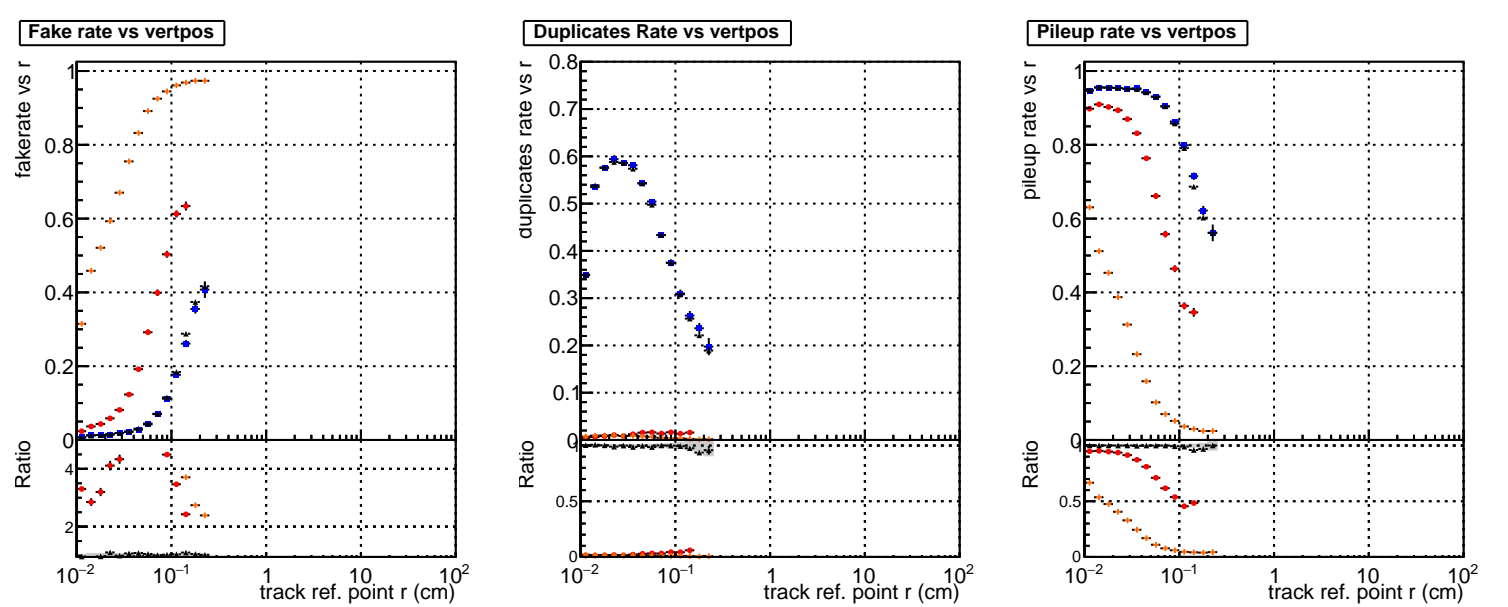 Fake rate vs vertpos
fakerate vs r
1
0.8
0.6
0.4
0.2
0
Ratio
4
2
10⁻² 10⁻¹ 1 10 10²
track ref. point r (cm)
Duplicates Rate vs vertpos
duplicates rate vs r
0.8
0.7
0.6
0.5
0.4
0.3
0.2
0.1
0
Ratio
1
0.5
0
10⁻² 10⁻¹ 1 10 10²
track ref. point r (cm)
Pileup rate vs vertpos
pileup rate vs r
1
0.8
0.6
0.4
0.2
0
Ratio
1
0.5
0
10⁻² 10⁻¹ 1 10 10²
track ref. point r (cm)